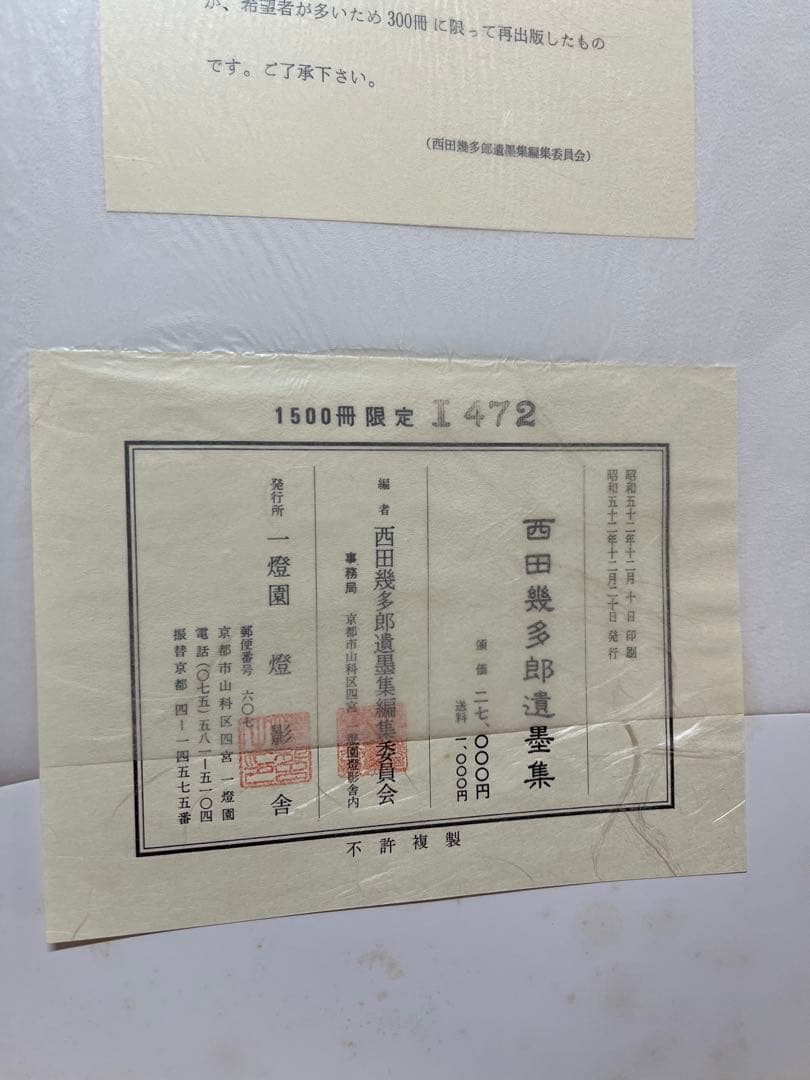 が、希望者が多いため300冊に限って再出版したもの
です。ご了承下さい。
(西田幾多郎遺墨集編集委員会)
1500冊限定 1472
昭和五十二年十二月 十 日 印刷
昭和五十二年十二月二十日 発行
西田幾多郎遺墨集
頒価 二七、〇〇〇円
送料 一、〇〇〇円
編者 西田幾多郎遺墨集編集委員会
事務局 京都市山科区四宮 一燈園燈影舎内
発行所 一燈園 燈影舎
郵便番号 六〇七
京都市山科区四宮 一燈園
電話(〇七五)五八一ー五一〇四
振替京都 四ー一四五七五番
不許複製